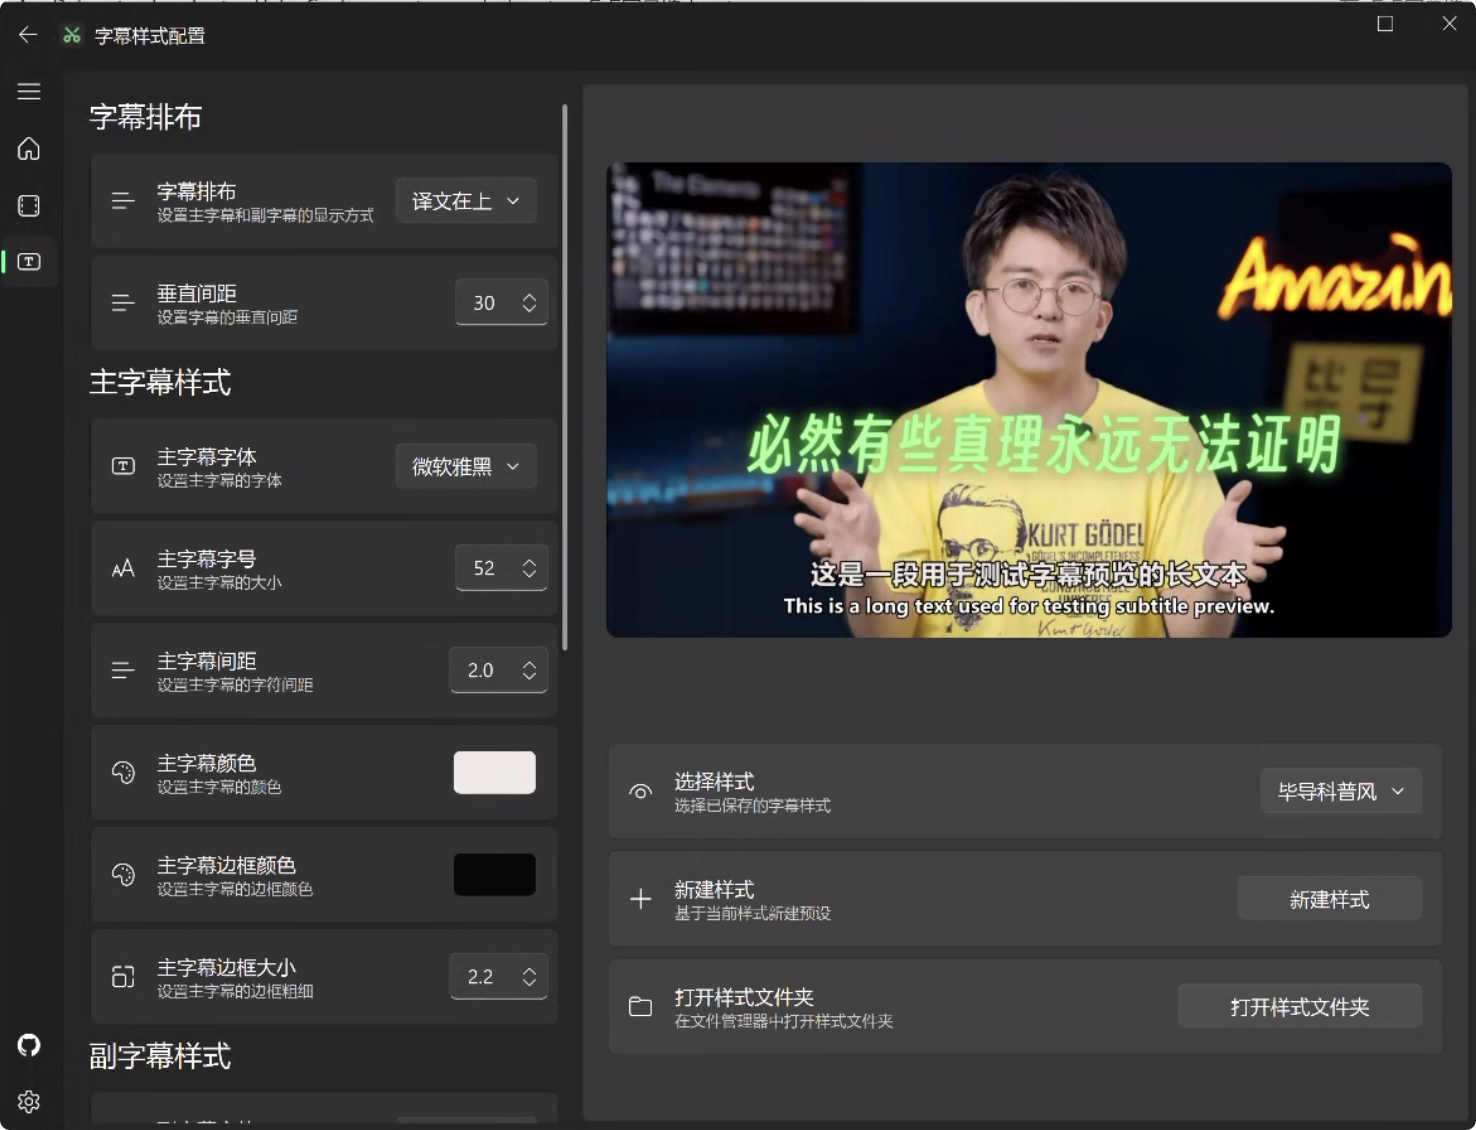 字幕样式配置
字幕排布
字幕排布
设置主字幕和副字幕的显示方式
译文在上
垂直间距
设置字幕的垂直间距
30
主字幕样式
主字幕字体
设置主字幕的字体
微软雅黑
主字幕字号
设置主字幕的大小
52
主字幕间距
设置主字幕的字符间距
2.0
主字幕颜色
设置主字幕的颜色
主字幕边框颜色
设置主字幕的边框颜色
主字幕边框大小
设置主字幕的边框粗细
2.2
副字幕样式
The Elements
Amazin
必然有些真理永远无法证明
KURT GÖDEL
GÖDEL'S INCOMPLETENESS
这是一段用于测试字幕预览的长文本
This is a long text used for testing subtitle preview.
Kurt Gödel
选择样式
选择已保存的字幕样式
毕导科普风
新建样式
基于当前样式新建预设
新建样式
打开样式文件夹
在文件管理器中打开样式文件夹
打开样式文件夹